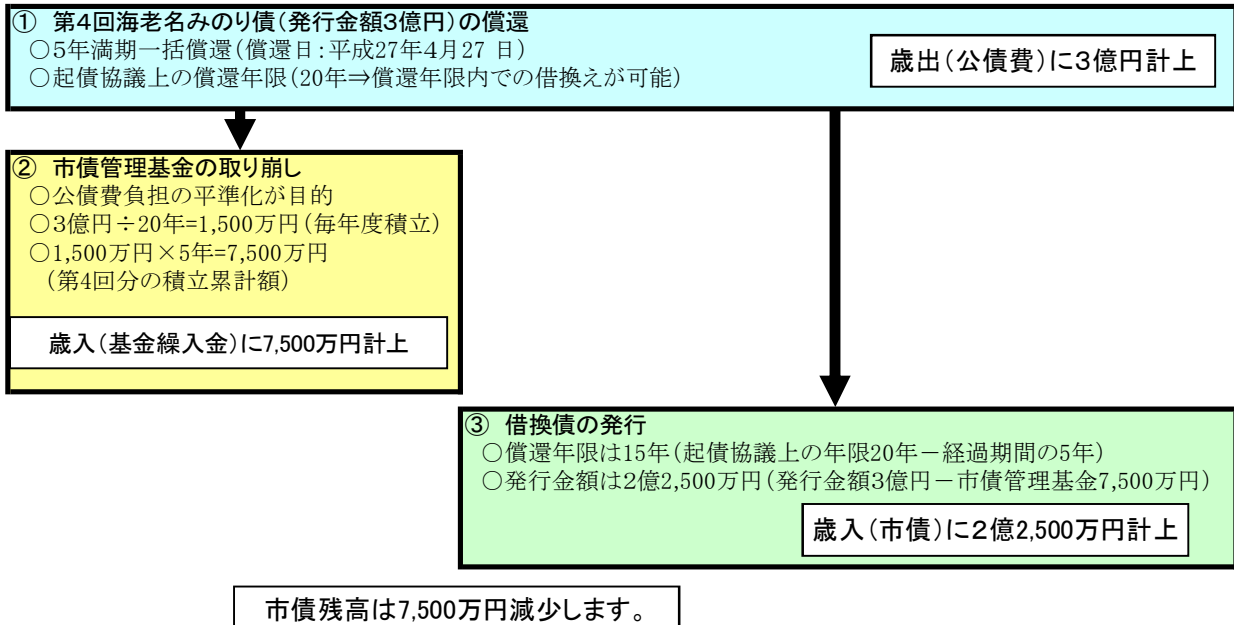 ① 第4回海老名みのり債(発行金額3億円)の償還
○5年満期一括償還(償還日:平成27年4月27 日)
○起債協議上の償還年限(20年⇒償還年限内での借換えが可能)
歳出(公債費)に3億円計上
② 市債管理基金の取り崩し
○公債費負担の平準化が目的
○3億円÷20年=1,500万円(毎年度積立)
○1,500万円×5年=7,500万円
(第4回分の積立累計額)
歳入(基金繰入金)に7,500万円計上
③ 借換債の発行
○償還年限は15年(起債協議上の年限20年-経過期間の5年)
○発行金額は2億2,500万円(発行金額3億円-市債管理基金7,500万円)
歳入(市債)に2億2,500万円計上
市債残高は7,500万円減少します。